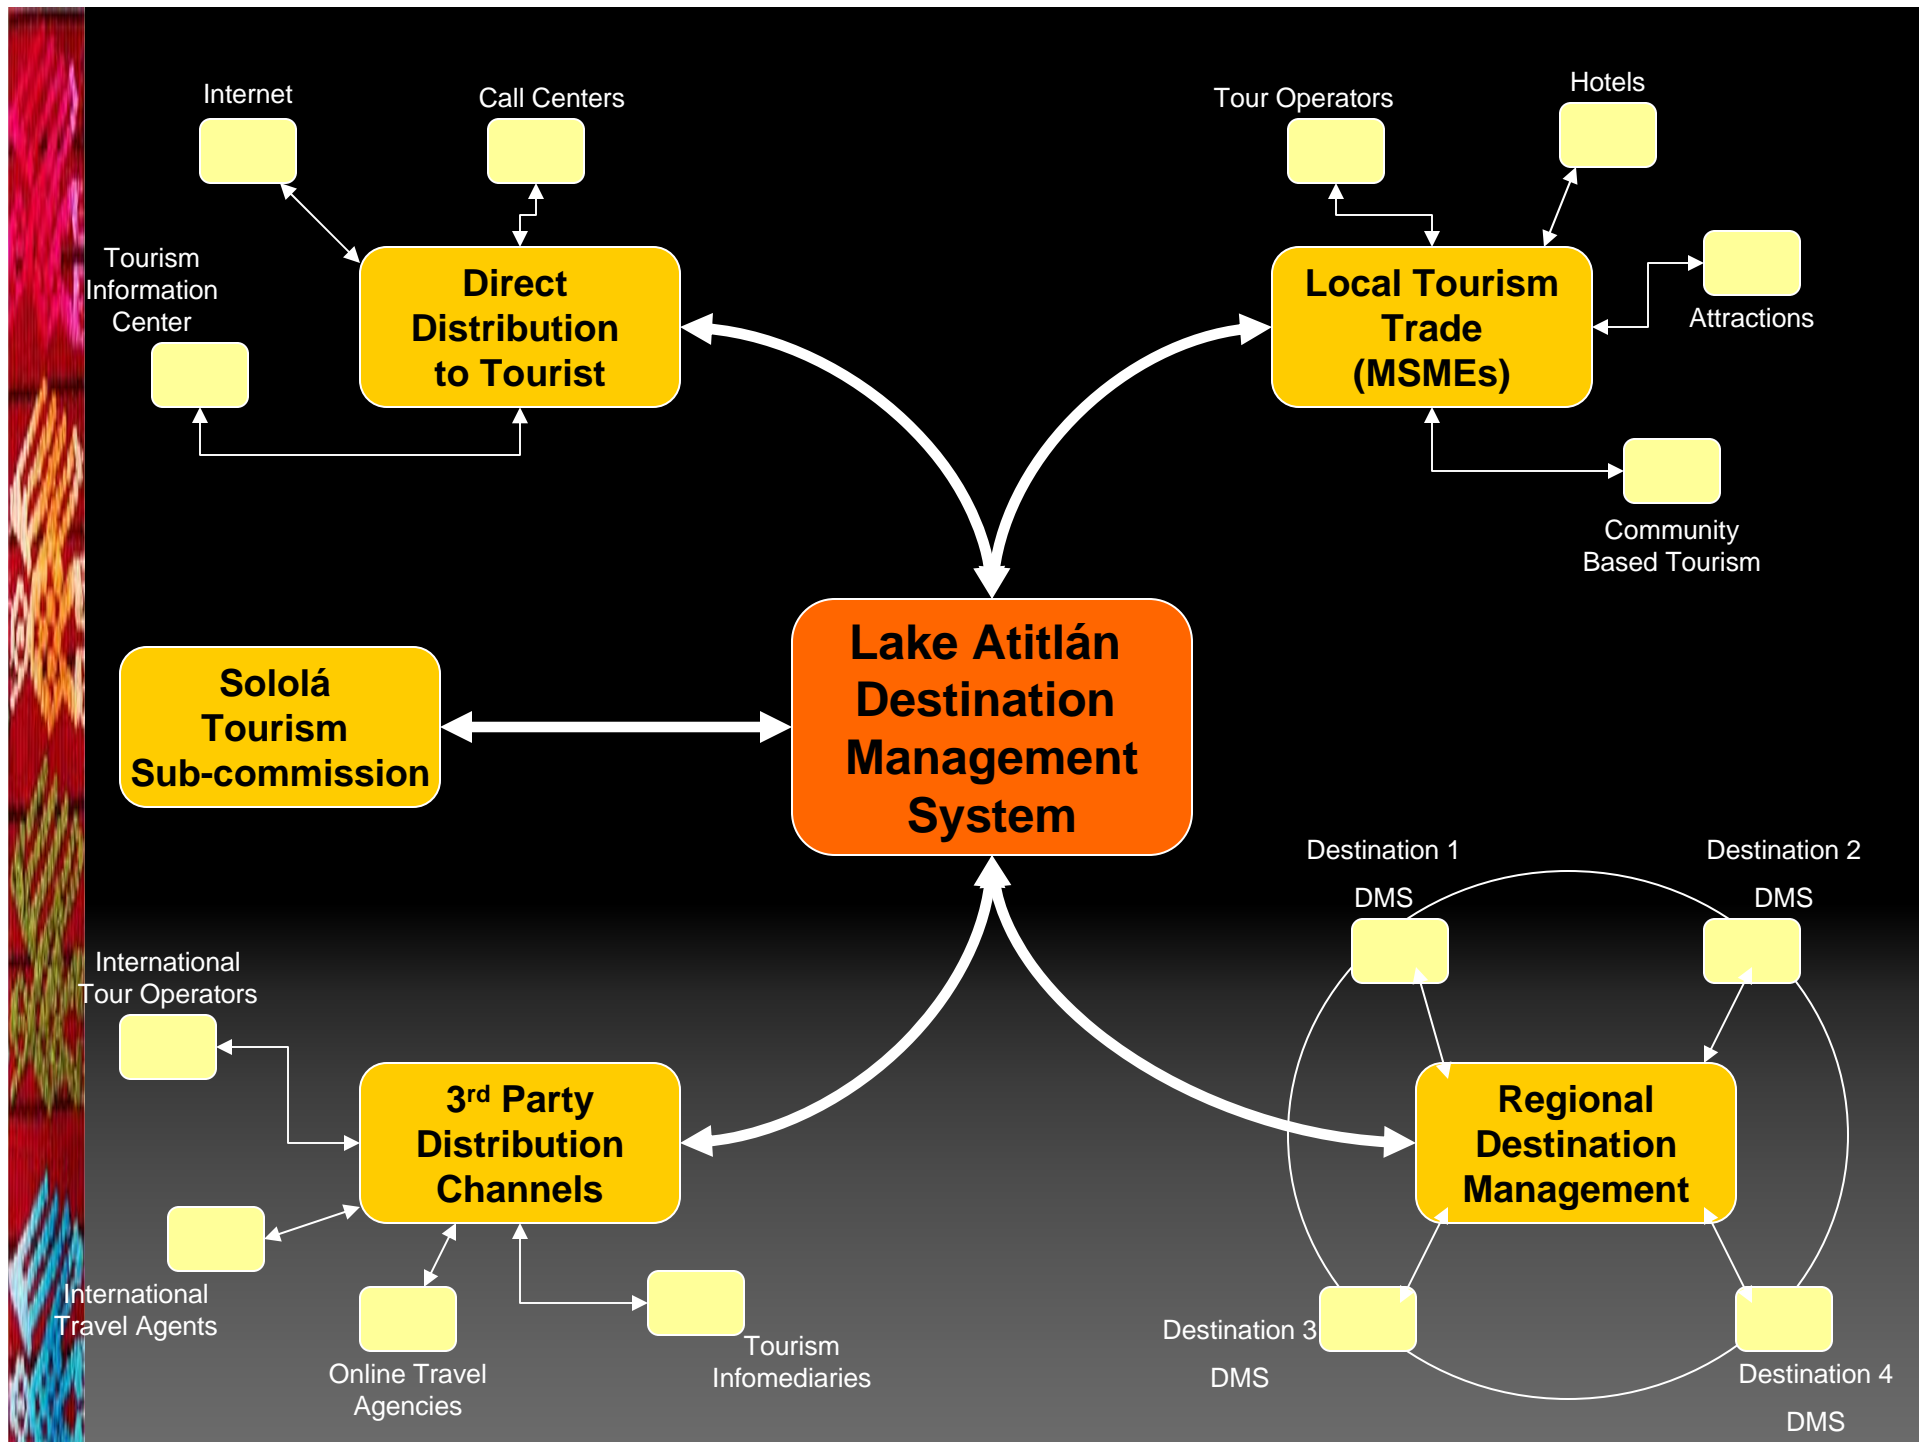 Internet
Call Centers
Tour Operators
Hotels
Tourism
Information
Center
Direct
Distribution
to Tourist
Local Tourism
Trade
(MSMEs)
Attractions
Community
Based Tourism
Sololá
Tourism
Sub-commission
Lake Atitlán
Destination
Management
System
Destination 1
DMS
Destination 2
DMS
International
Tour Operators
3rd Party
Distribution
Channels
Regional
Destination
Management
International
Travel Agents
Online Travel
Agencies
Tourism
Infomediaries
Destination 3
DMS
Destination 4
DMS